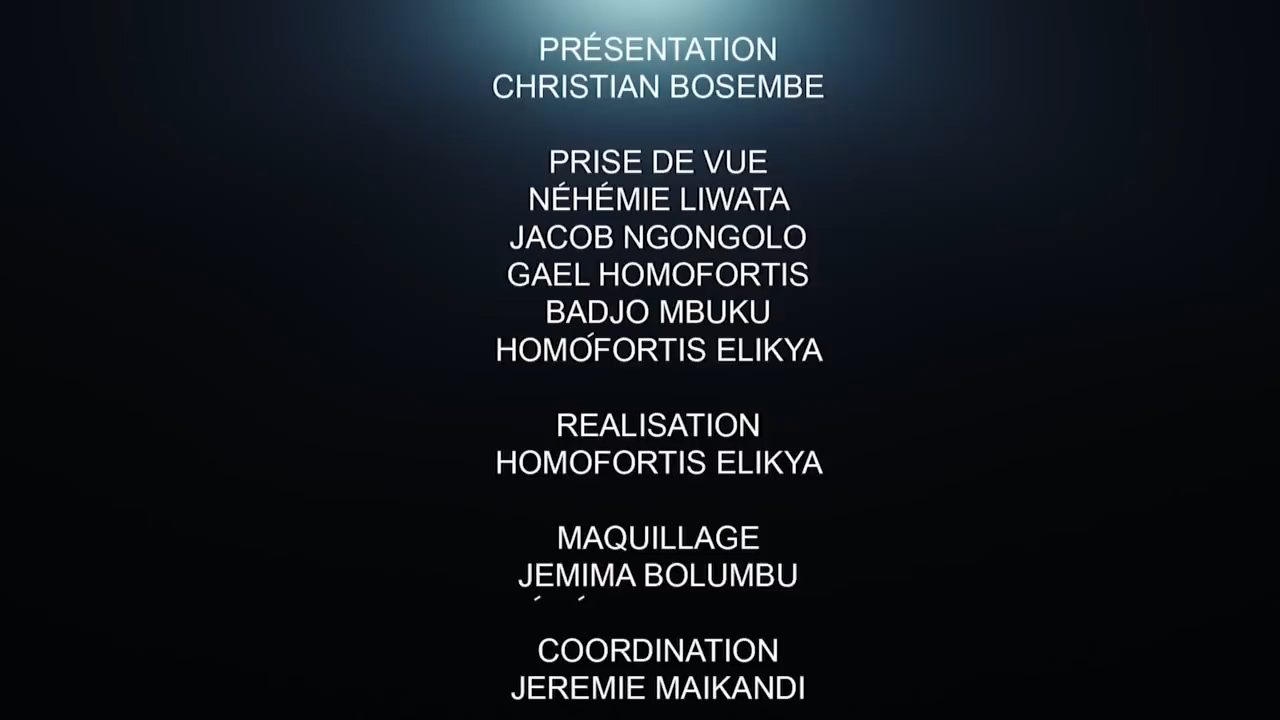 PRÉSENTATION
CHRISTIAN BOSEMBE
PRISE DE VUE
NÉHÉMIE LIWATA
JACOB NGONGOLO
GAEL HOMOFORTIS
BADJO MBUKU
HOMOFORTIS ELIKYA
REALISATION
HOMOFORTIS ELIKYA
MAQUILLAGE
JEMIMA BOLUMBU
COORDINATION
JEREMIE MAIKANDI